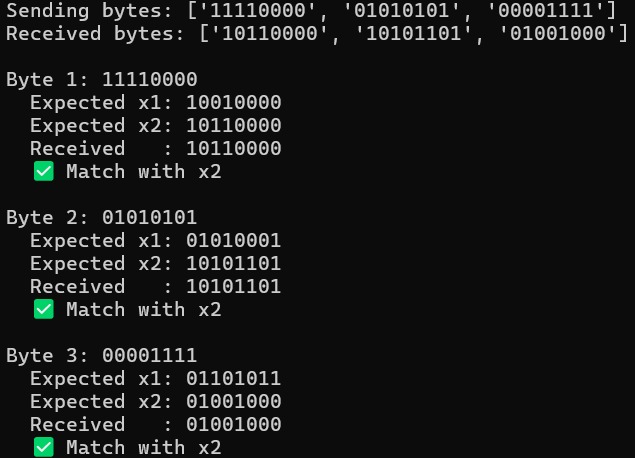 Sending bytes: ['11110000', '01010101', '00001111']
Received bytes: ['10110000', '10101101', '01001000']
Byte 1: 11110000
Expected x1: 10010000
Expected x2: 10110000
Received   : 10110000
✅ Match with x2
Byte 2: 01010101
Expected x1: 01010001
Expected x2: 10101101
Received   : 10101101
✅ Match with x2
Byte 3: 00001111
Expected x1: 01101011
Expected x2: 01001000
Received   : 01001000
✅ Match with x2